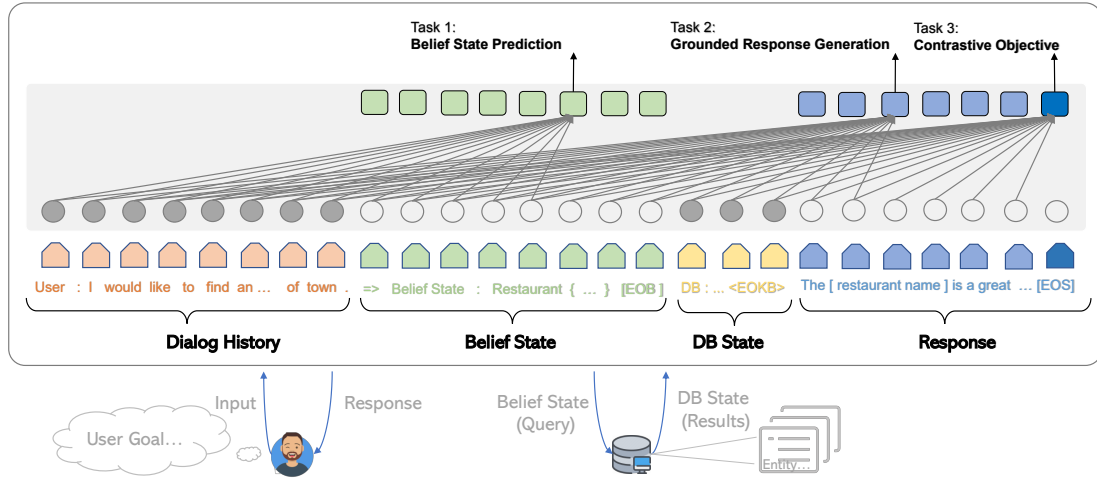 Task 1:
Belief State Prediction
Task 2:
Grounded Response Generation
Task 3:
Contrastive Objective
User : I would like to find an ... of town .
=> Belief State : Restaurant { ... } [EOB ]
DB : ... <EOKB>
The [ restaurant name ] is a great ... [EOS]
Dialog History
Belief State
DB State
Response
Input
Response
Belief State
(Query)
DB State
(Results)
User Goal...
Entity...